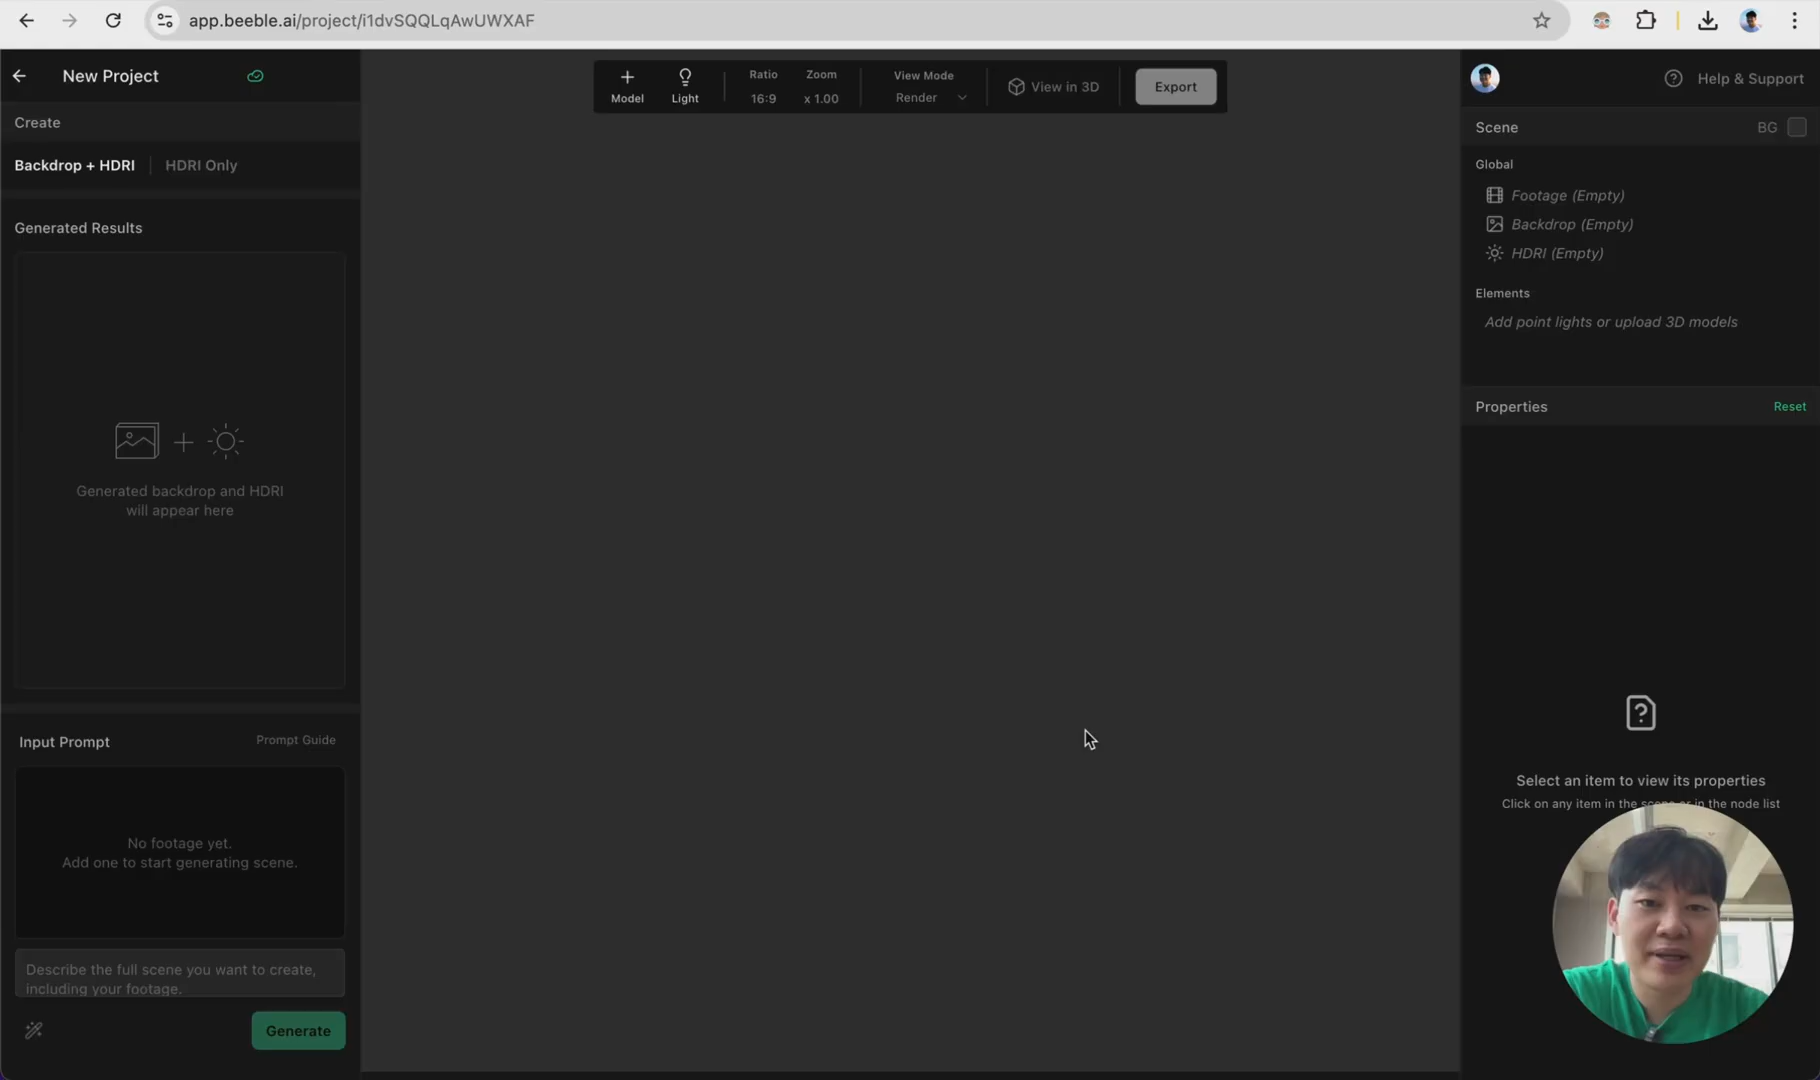 app.beeble.ai/project/i1dvSQQLqAwUWXAF
New Project
Create
Backdrop + HDRI
HDRI Only
Generated Results
Generated backdrop and HDRI
will appear here
Input Prompt
Prompt Guide
No footage yet.
Add one to start generating scene.
Describe the full scene you want to create,
including your footage.
Generate
Model
Light
Ratio
16:9
Zoom
x 1.00
View Mode
Render
View in 3D
Export
Help & Support
Scene
BG
Global
Footage (Empty)
Backdrop (Empty)
HDRI (Empty)
Elements
Add point lights or upload 3D models
Properties
Reset
Select an item to view its properties
Click on any item in the scene or in the node list